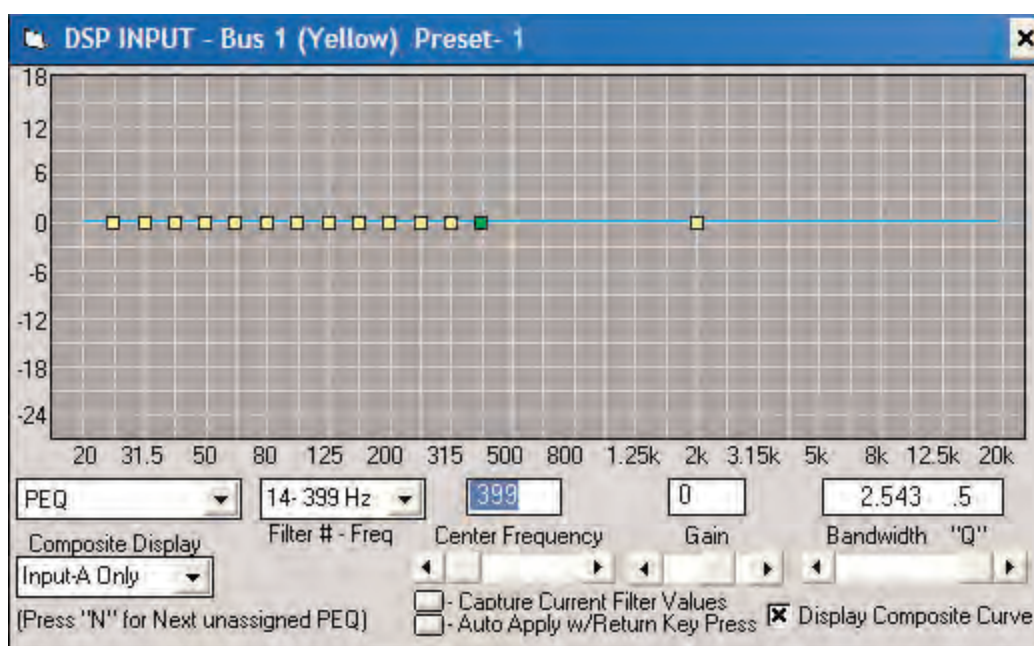 DSP INPUT - Bus 1 (Yellow) Preset- 1
18
12
6
0
-6
-12
-18
-24
20 31.5 50 80 125 200 315 500 800 1.25k 2k 3.15k 5k 8k 12.5k 20k
PEQ 14- 399 Hz 399 0 2.543 .5
Composite Display Filter # - Freq Center Frequency Gain Bandwidth "Q"
Input-A Only
(Press "N" for Next unassigned PEQ)
- Capture Current Filter Values
- Auto Apply w/Return Key Press
Display Composite Curve